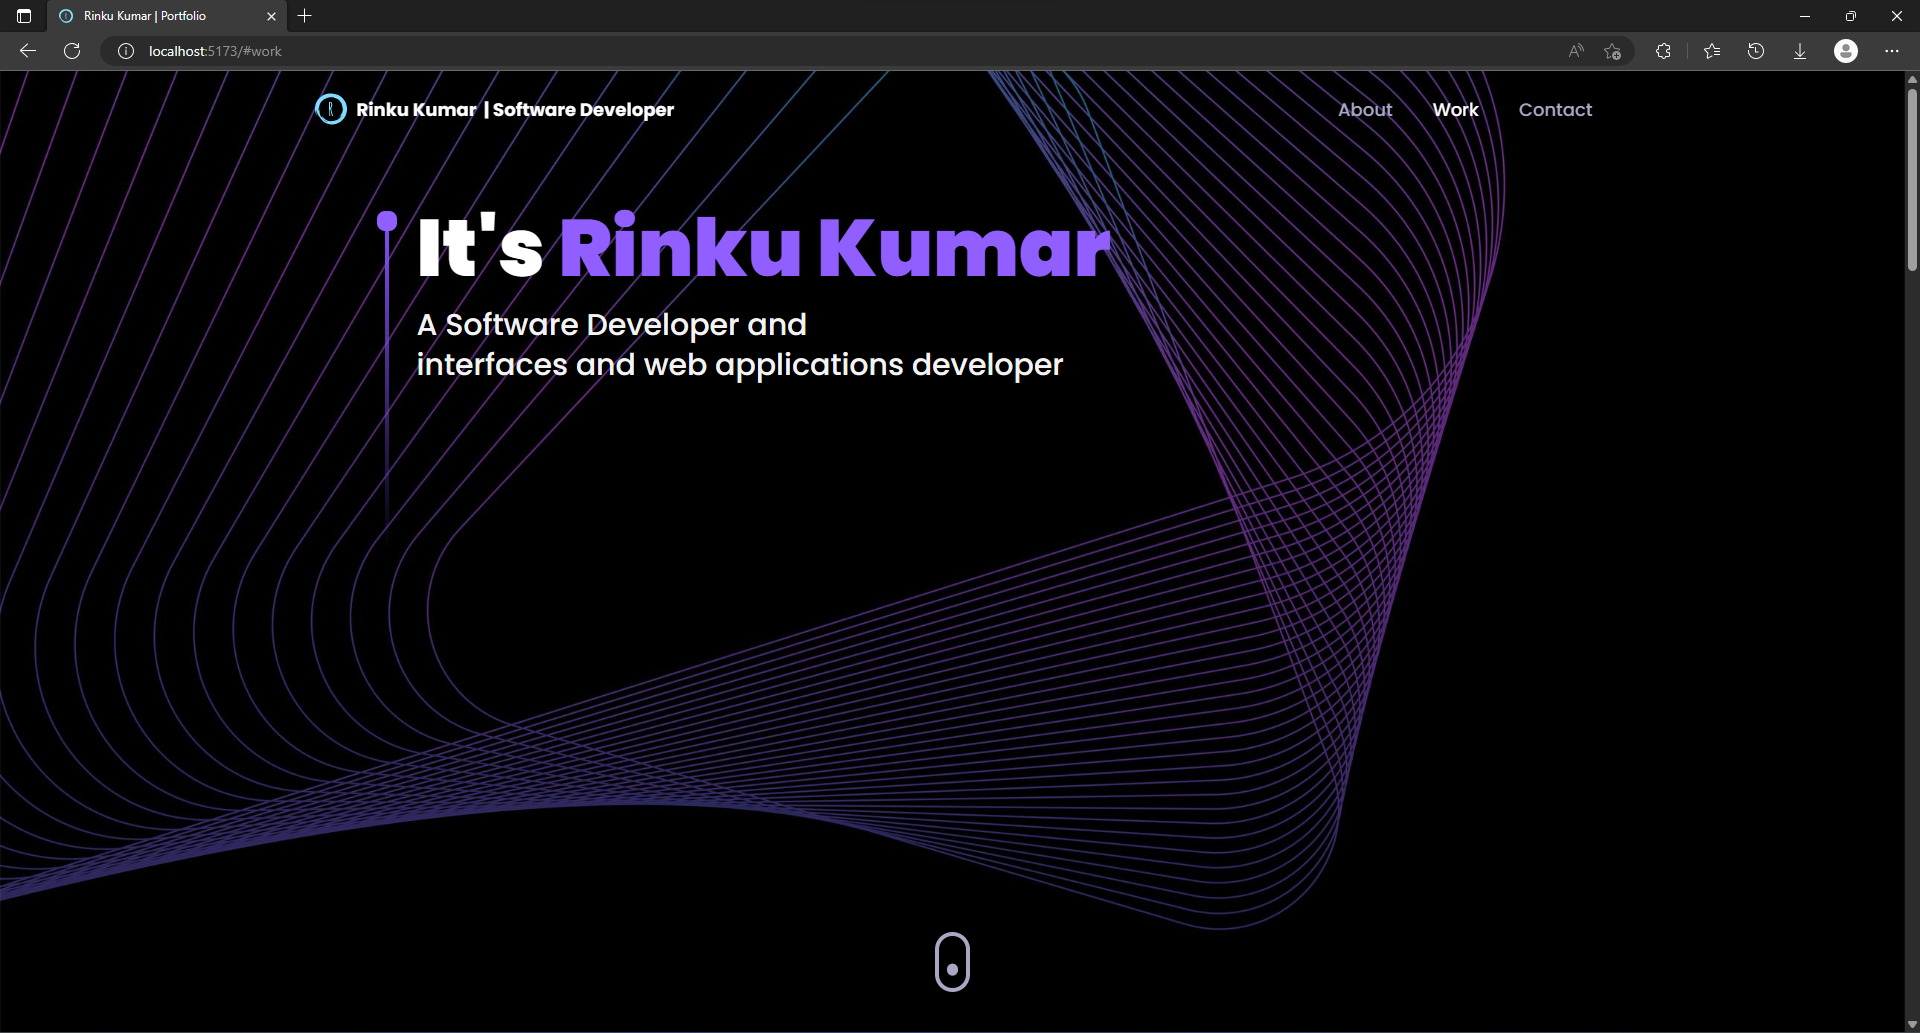 Rinku Kumar | Portfolio
localhost:5173/#work
Rinku Kumar | Software Developer
About
Work
Contact
It's Rinku Kumar
A Software Developer and
interfaces and web applications developer